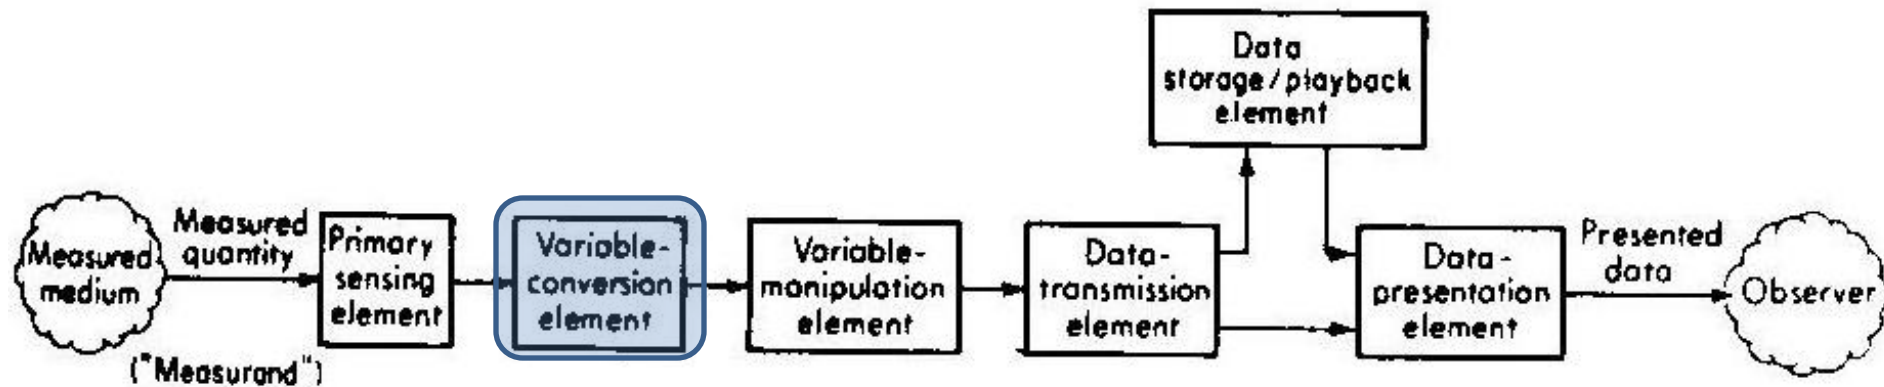 Data
storage/playback
element
Measured
medium
Measured
quantity
("Measurand")
Primary
sensing
element
Variable-
conversion
element
Variable-
manipulation
element
Data-
transmission
element
Data-
presentation
element
Presented
data
Observer